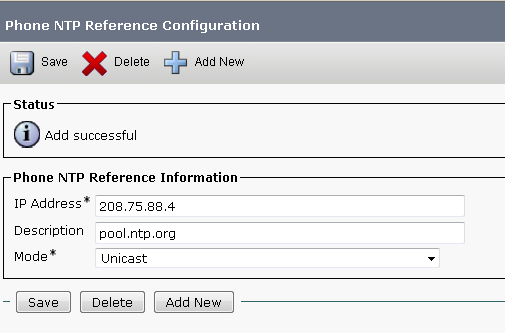 Phone NTP Reference Configuration
Save Delete Add New
Status
Add successful
Phone NTP Reference Information
IP Address* 208.75.88.4
Description pool.ntp.org
Mode* Unicast
Save Delete Add New